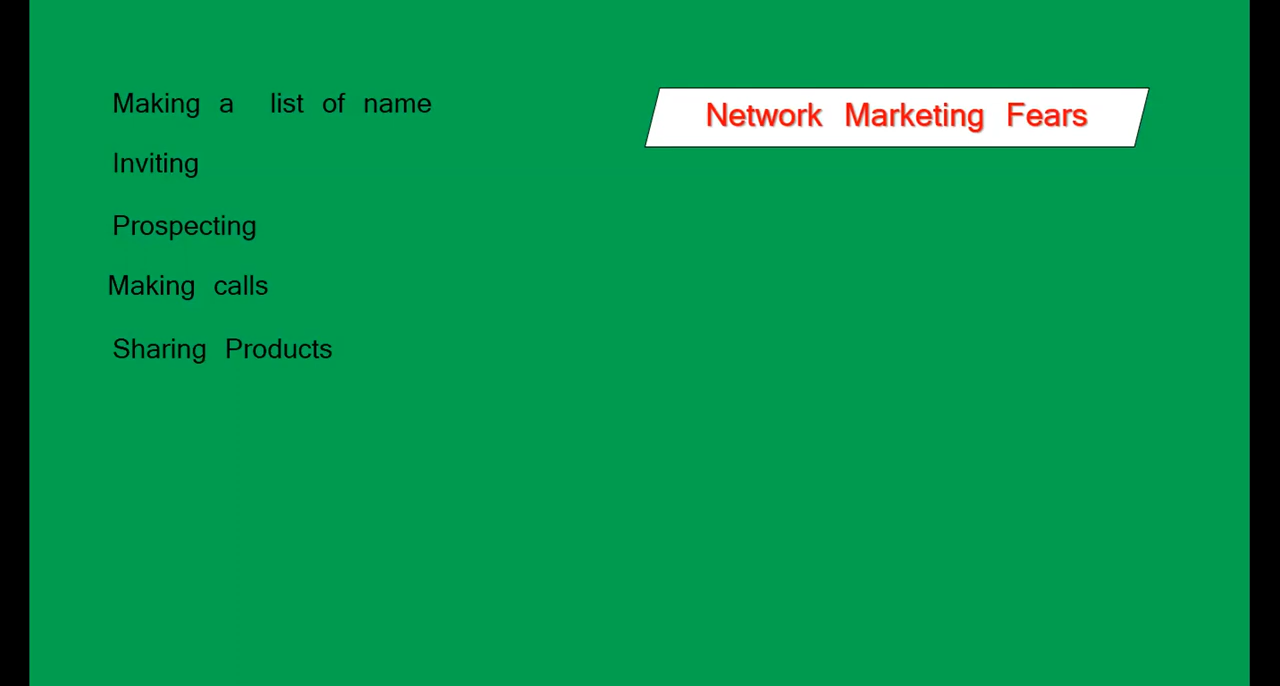 Network Marketing Fears
Making a list of name
Inviting
Prospecting
Making calls
Sharing Products